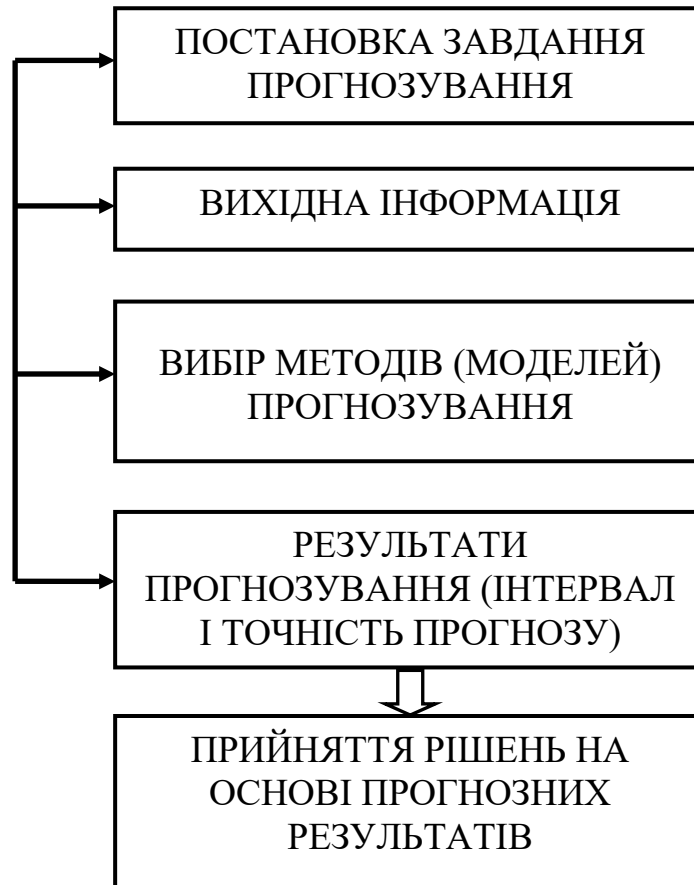 ПОСТАНОВКА ЗАВДАННЯ
ПРОГНОЗУВАННЯ
ВИХІДНА ІНФОРМАЦІЯ
ВИБІР МЕТОДІВ (МОДЕЛЕЙ)
ПРОГНОЗУВАННЯ
РЕЗУЛЬТАТИ
ПРОГНОЗУВАННЯ (ІНТЕРВАЛ
І ТОЧНІСТЬ ПРОГНОЗУ)
ПРИЙНЯТТЯ РІШЕНЬ НА
ОСНОВІ ПРОГНОЗНИХ
РЕЗУЛЬТАТІВ